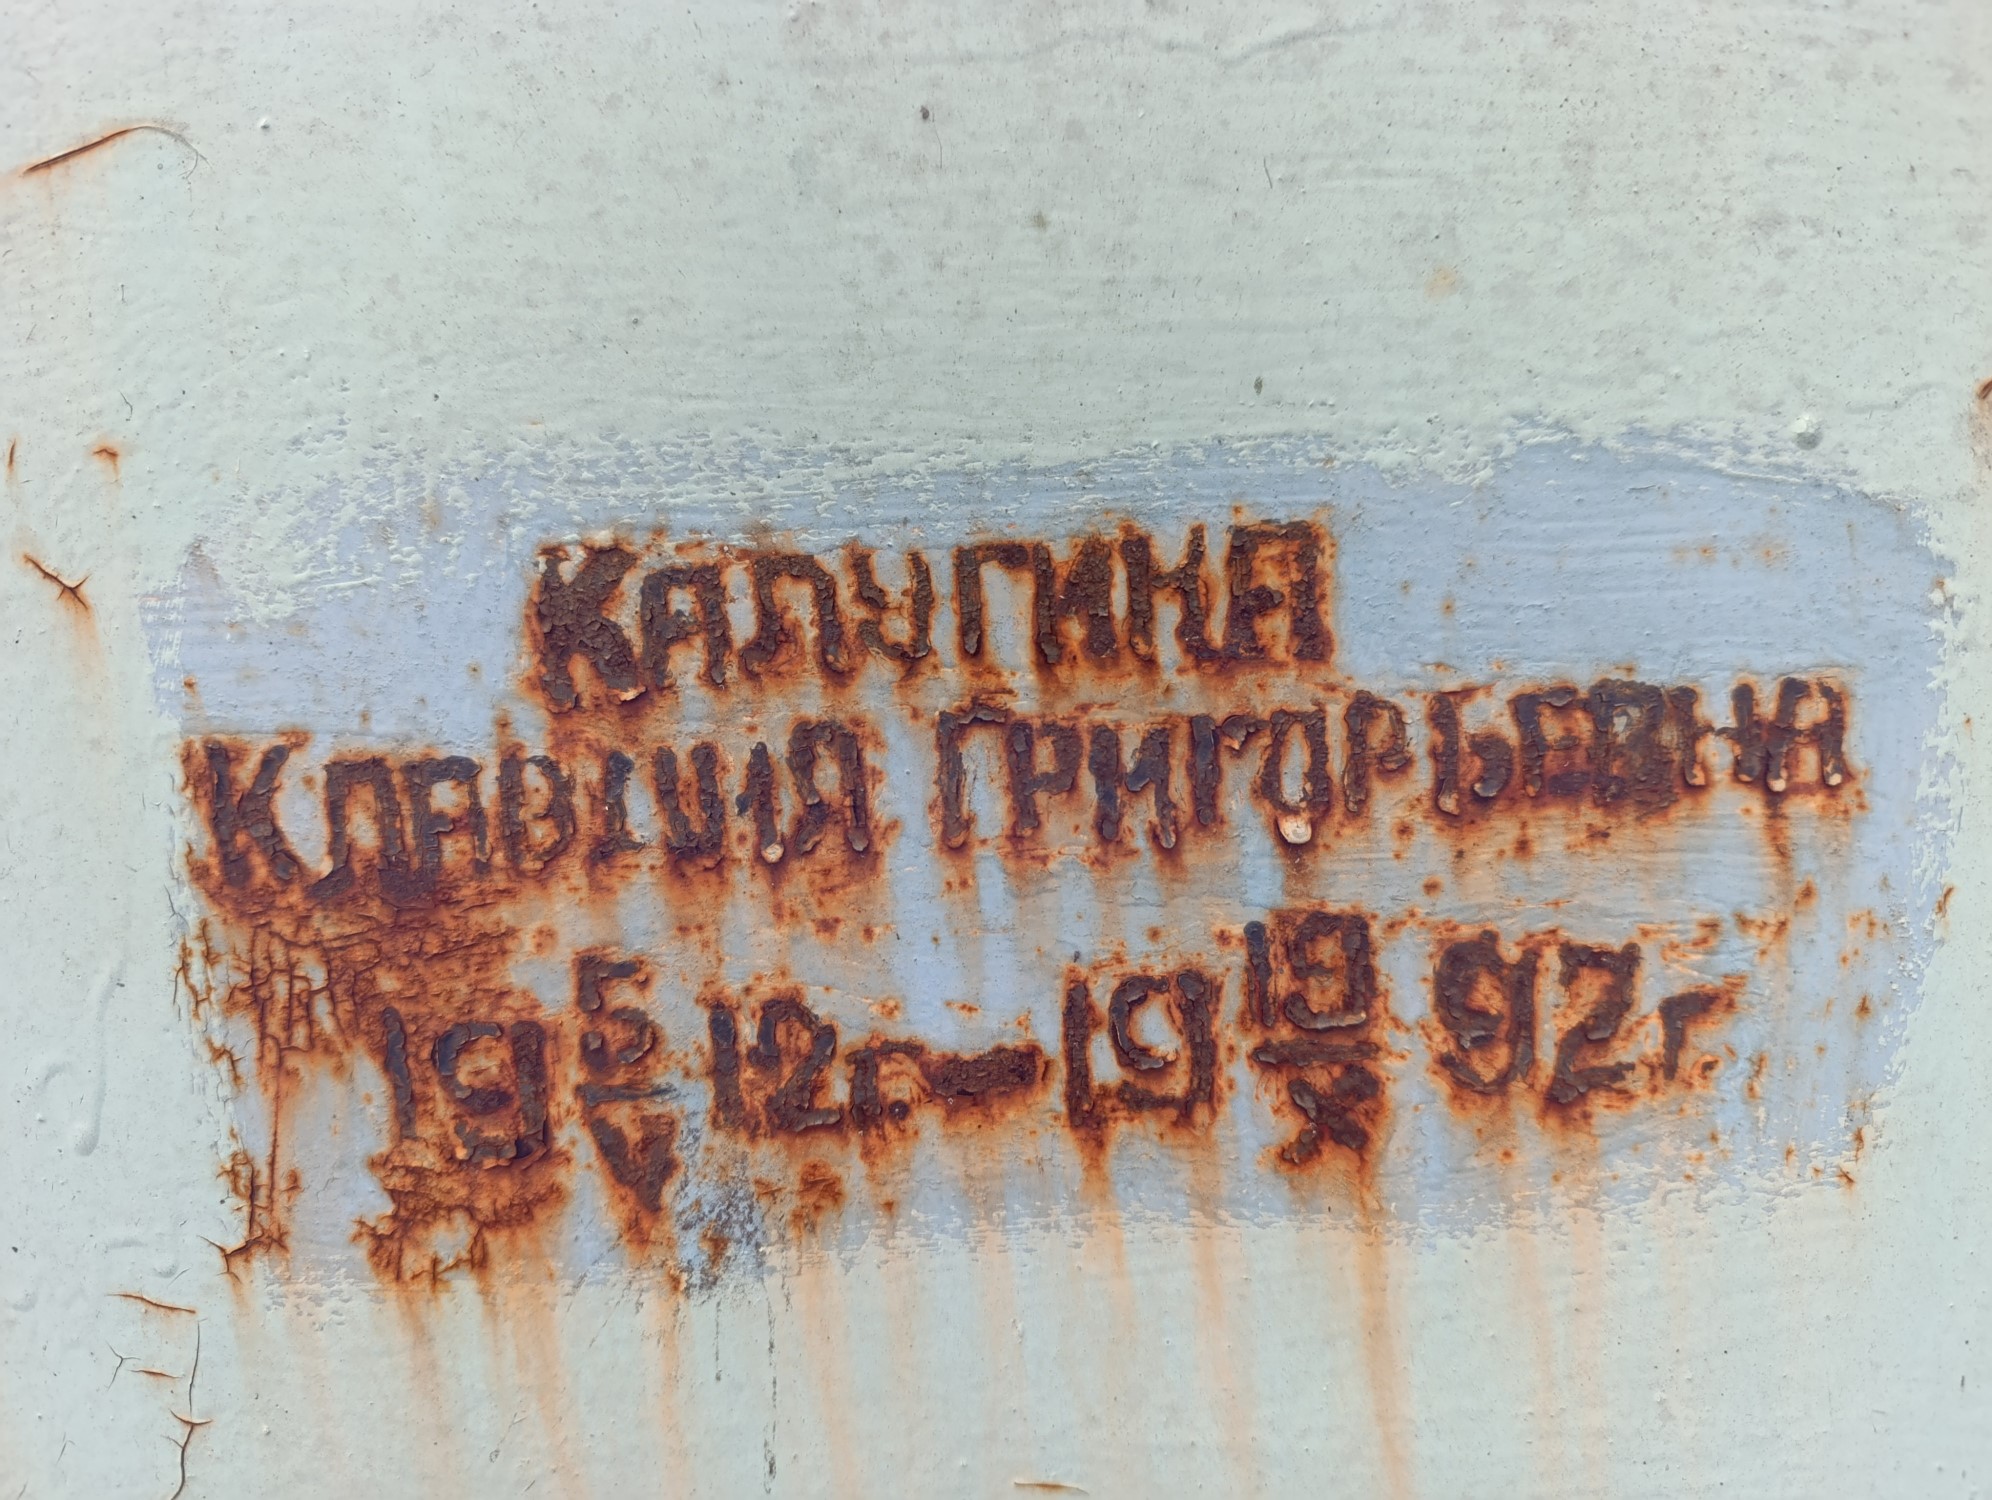 Калугина
Клавдия Григорьевна
19 5/V 12г. – 19 19/X 92г.